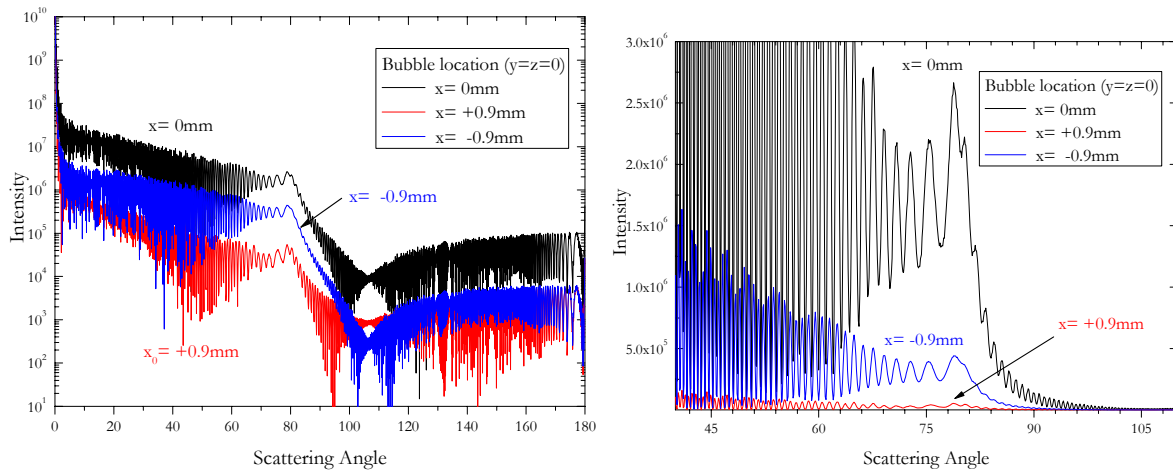 10^10
10^9
10^8
10^7
10^6
10^5
10^4
10^3
10^2
10^1
Intensity
0 20 40 60 80 100 120 140 160 180
Scattering Angle
Bubble location (y=z=0)
x= 0mm
x= +0.9mm
x= -0.9mm
x= 0mm
x= -0.9mm
x₀= +0.9mm
3.0x10^6
2.5x10^6
2.0x10^6
1.5x10^6
1.0x10^6
5.0x10^5
Intensity
45 60 75 90 105
Scattering Angle
x= 0mm
Bubble location (y=z=0)
x= 0mm
x= +0.9mm
x= -0.9mm
x= +0.9mm
x= -0.9mm